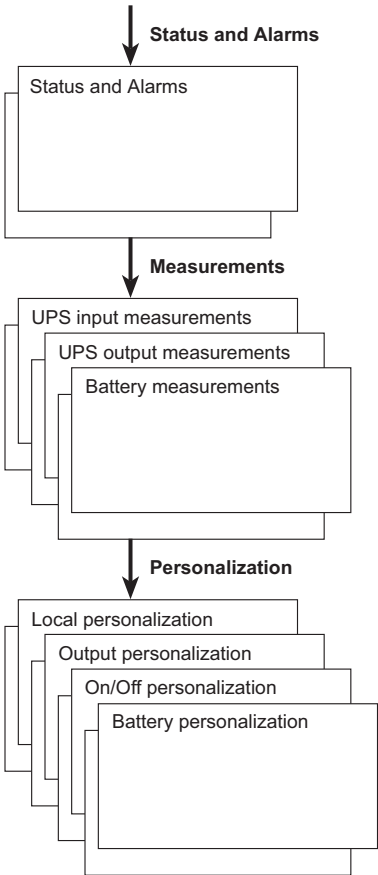 Status and Alarms
Status and Alarms
Measurements
UPS input measurements
UPS output measurements
Battery measurements
Personalization
Local personalization
Output personalization
On/Off personalization
Battery personalization